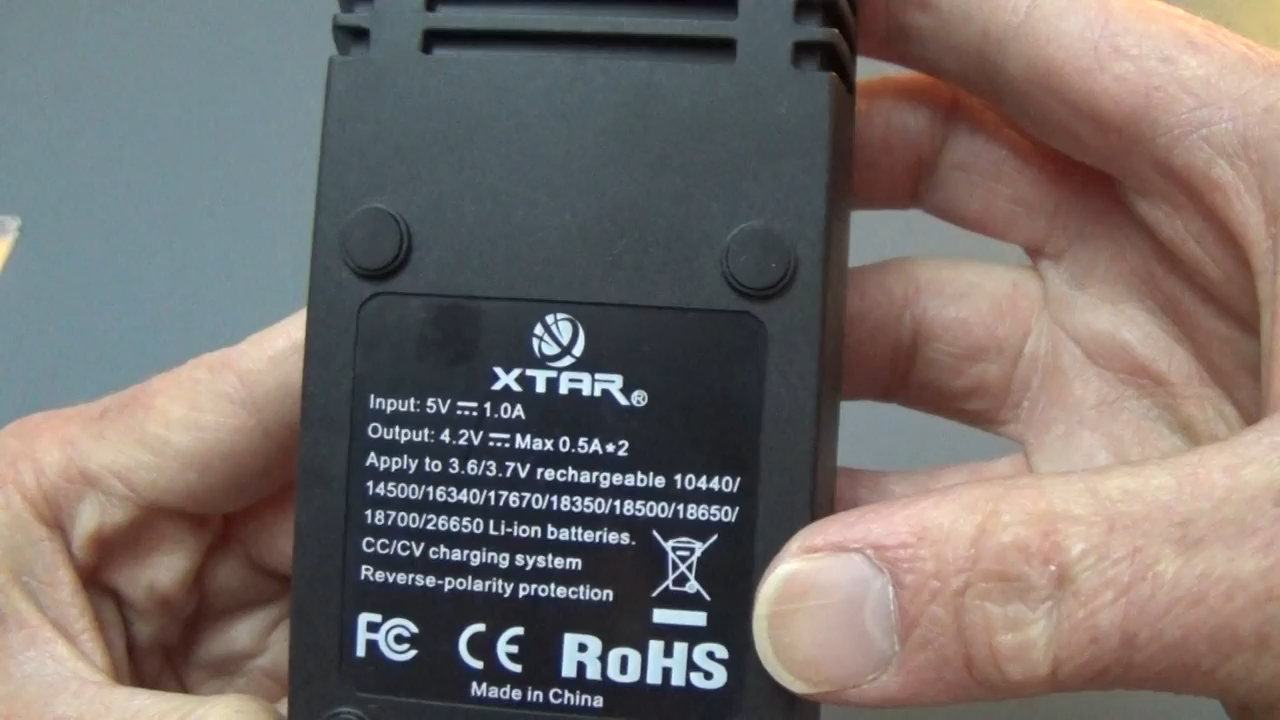 XTAR®
Input: 5V ⎓ 1.0A
Output: 4.2V ⎓ Max 0.5A*2
Apply to 3.6/3.7V rechargeable 10440/
14500/16340/17670/18350/18500/18650/
18700/26650 Li-ion batteries.
CC/CV charging system
Reverse-polarity protection
FC CE RoHS
Made in China